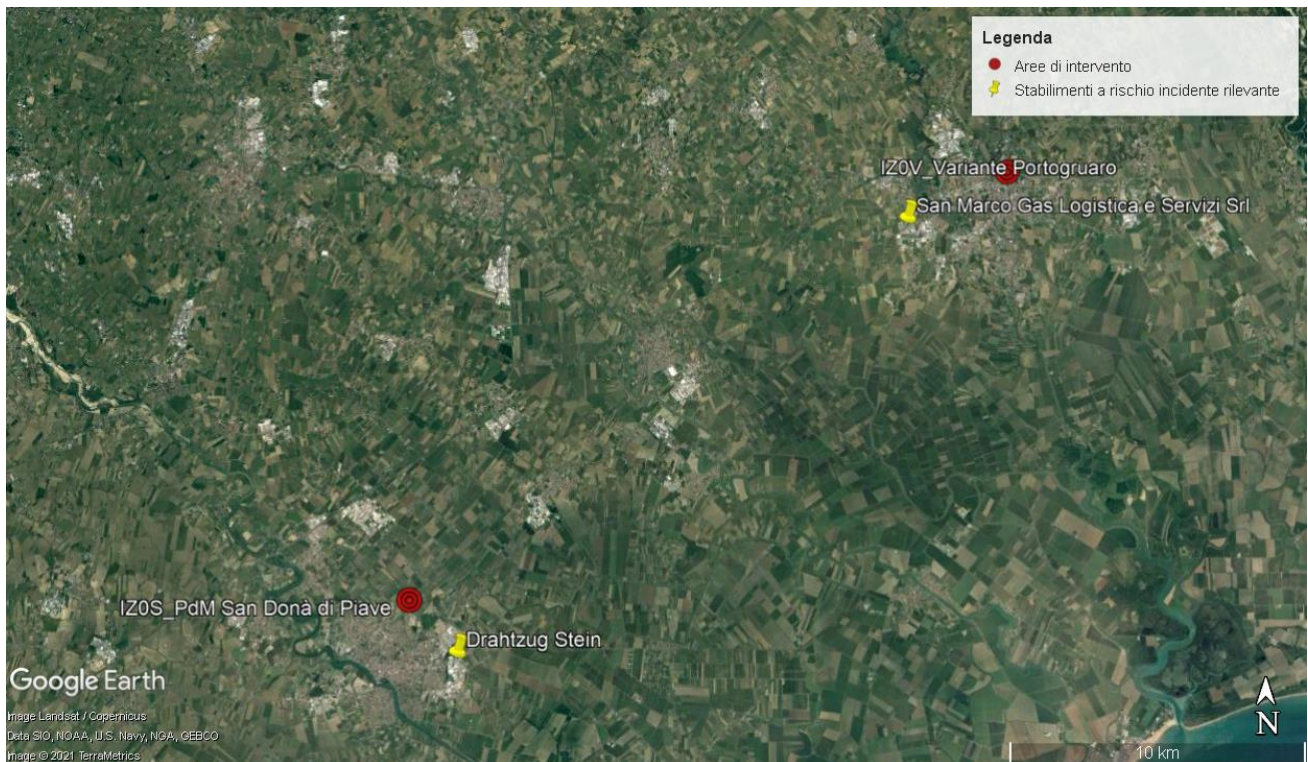 Legenda
Aree di intervento
Stabilimenti a rischio incidente rilevante
IZ0V_Variante Portogruaro
San Marco Gas Logistica e Servizi Srl
IZ0S_PdM San Donà di Piave
Drahtzug Stein
Google Earth
Image Landsat / Copernicus
Data SIO, NOAA, U.S. Navy, NGA, GEBCO
Image © 2021 TerraMetrics
10 km
N